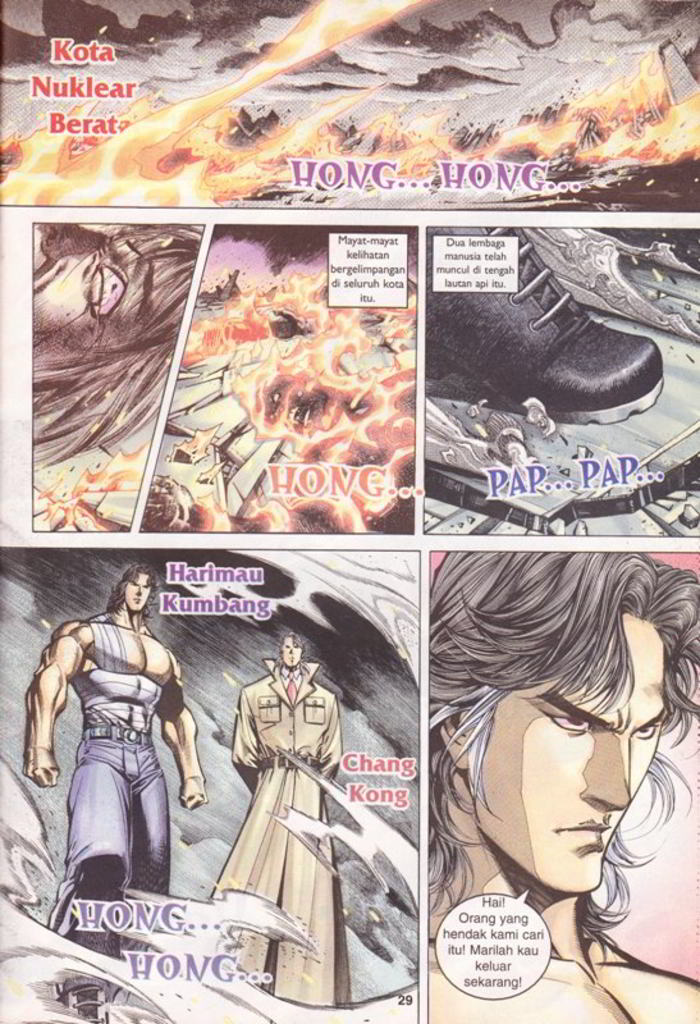 Kota
Nuklear
Berat
HONG... HONG...
Mayat-mayat
kelihatan
bergelimpangan
di seluruh kota
itu.
HONG...
Dua lembaga
manusia telah
muncul di tengah
lautan api itu.
PAP... PAP...
Harimau
Kumbang
Chang
Kong
HONG...
HONG...
Hai!
Orang yang
hendak kami cari
itu! Marilah kau
keluar
sekarang!
29